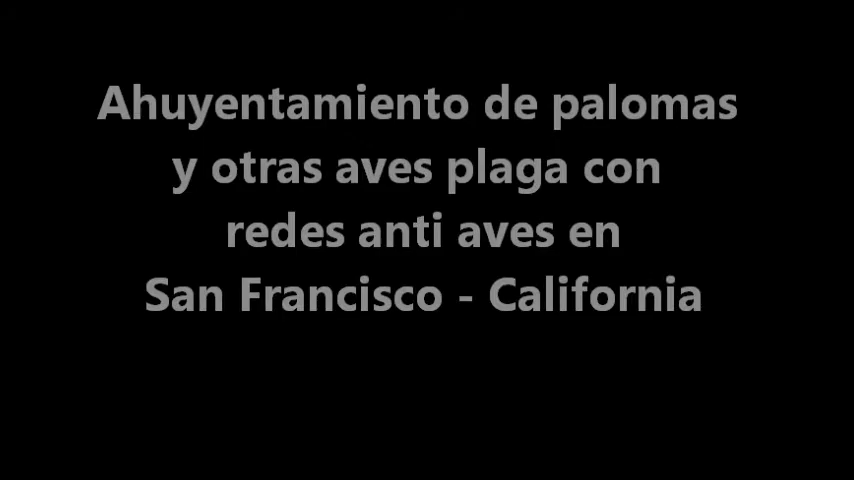 Ahuyentamiento de palomas
y otras aves plaga con
redes anti aves en
San Francisco - California